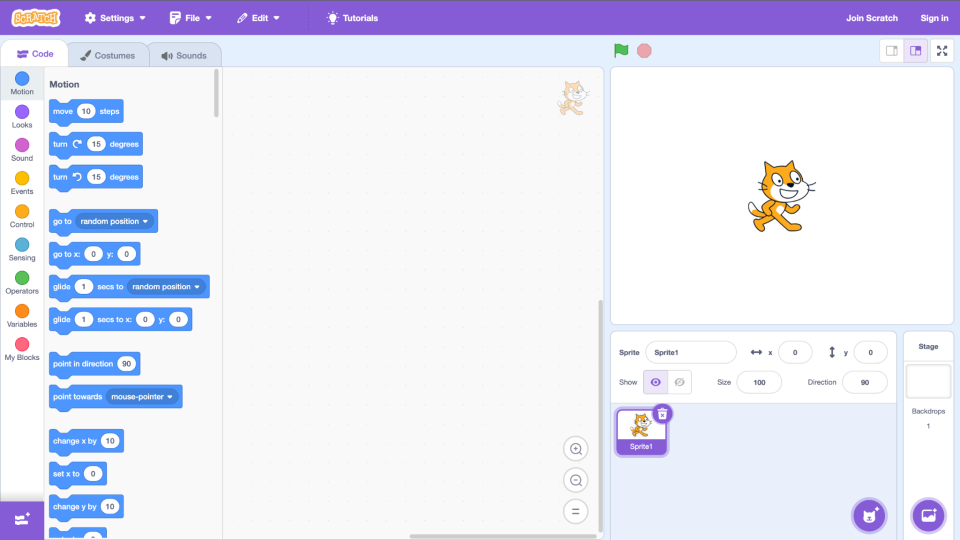 SCRATCH
Settings
File
Edit
Tutorials
Join Scratch
Sign in
Code
Costumes
Sounds
Motion
Looks
Sound
Events
Control
Sensing
Operators
Variables
My Blocks
Motion
move 10 steps
turn 15 degrees
turn 15 degrees
go to random position
go to x: 0 y: 0
glide 1 secs to random position
glide 1 secs to x: 0 y: 0
point in direction 90
point towards mouse-pointer
change x by 10
set x to 0
change y by 10
Sprite Sprite1 x 0 y 0
Show Size 100 Direction 90
Sprite1
Stage
Backdrops
1